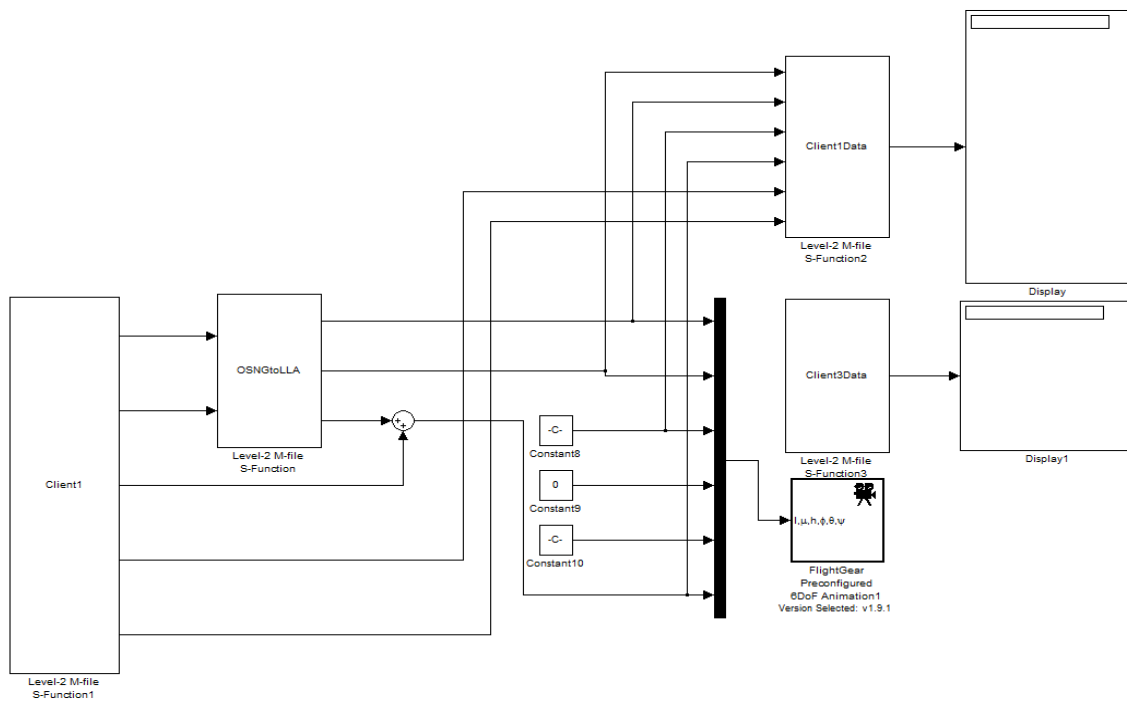 Client1Data
Level-2 M-file
S-Function2
Display
Client1
Level-2 M-file
S-Function1
OSNGtoLLA
Level-2 M-file
S-Function
+
+
-C-
Constant8
0
Constant9
-C-
Constant10
Client3Data
Level-2 M-file
S-Function3
Display1
l,μ,h,ϕ,θ,ψ
FlightGear
Preconfigured
6DoF Animation1
Version Selected: v1.9.1